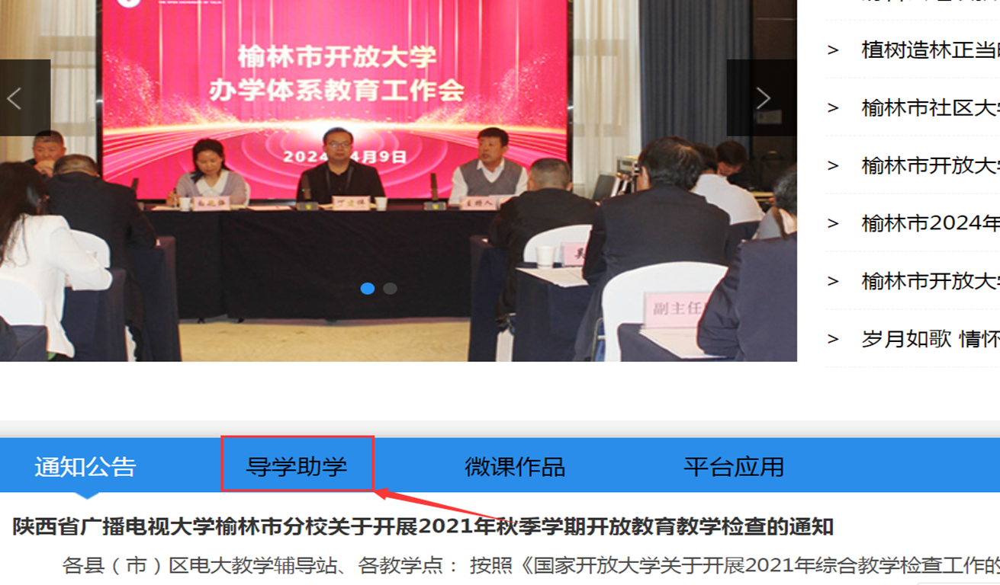 榆林市开放大学
办学体系教育工作会
2024 4月9日
主持人
副主任
>
植树造林正当
>
榆林市社区大
>
榆林市开放大
>
榆林市2024年
>
榆林市开放大
>
岁月如歌 情怀
通知公告
导学助学
微课作品
平台应用
陕西省广播电视大学榆林市分校关于开展2021年秋季学期开放教育教学检查的通知
各县（市）区电大教学辅导站、各教学点： 按照《国家开放大学关于开展2021年综合教学检查工作的